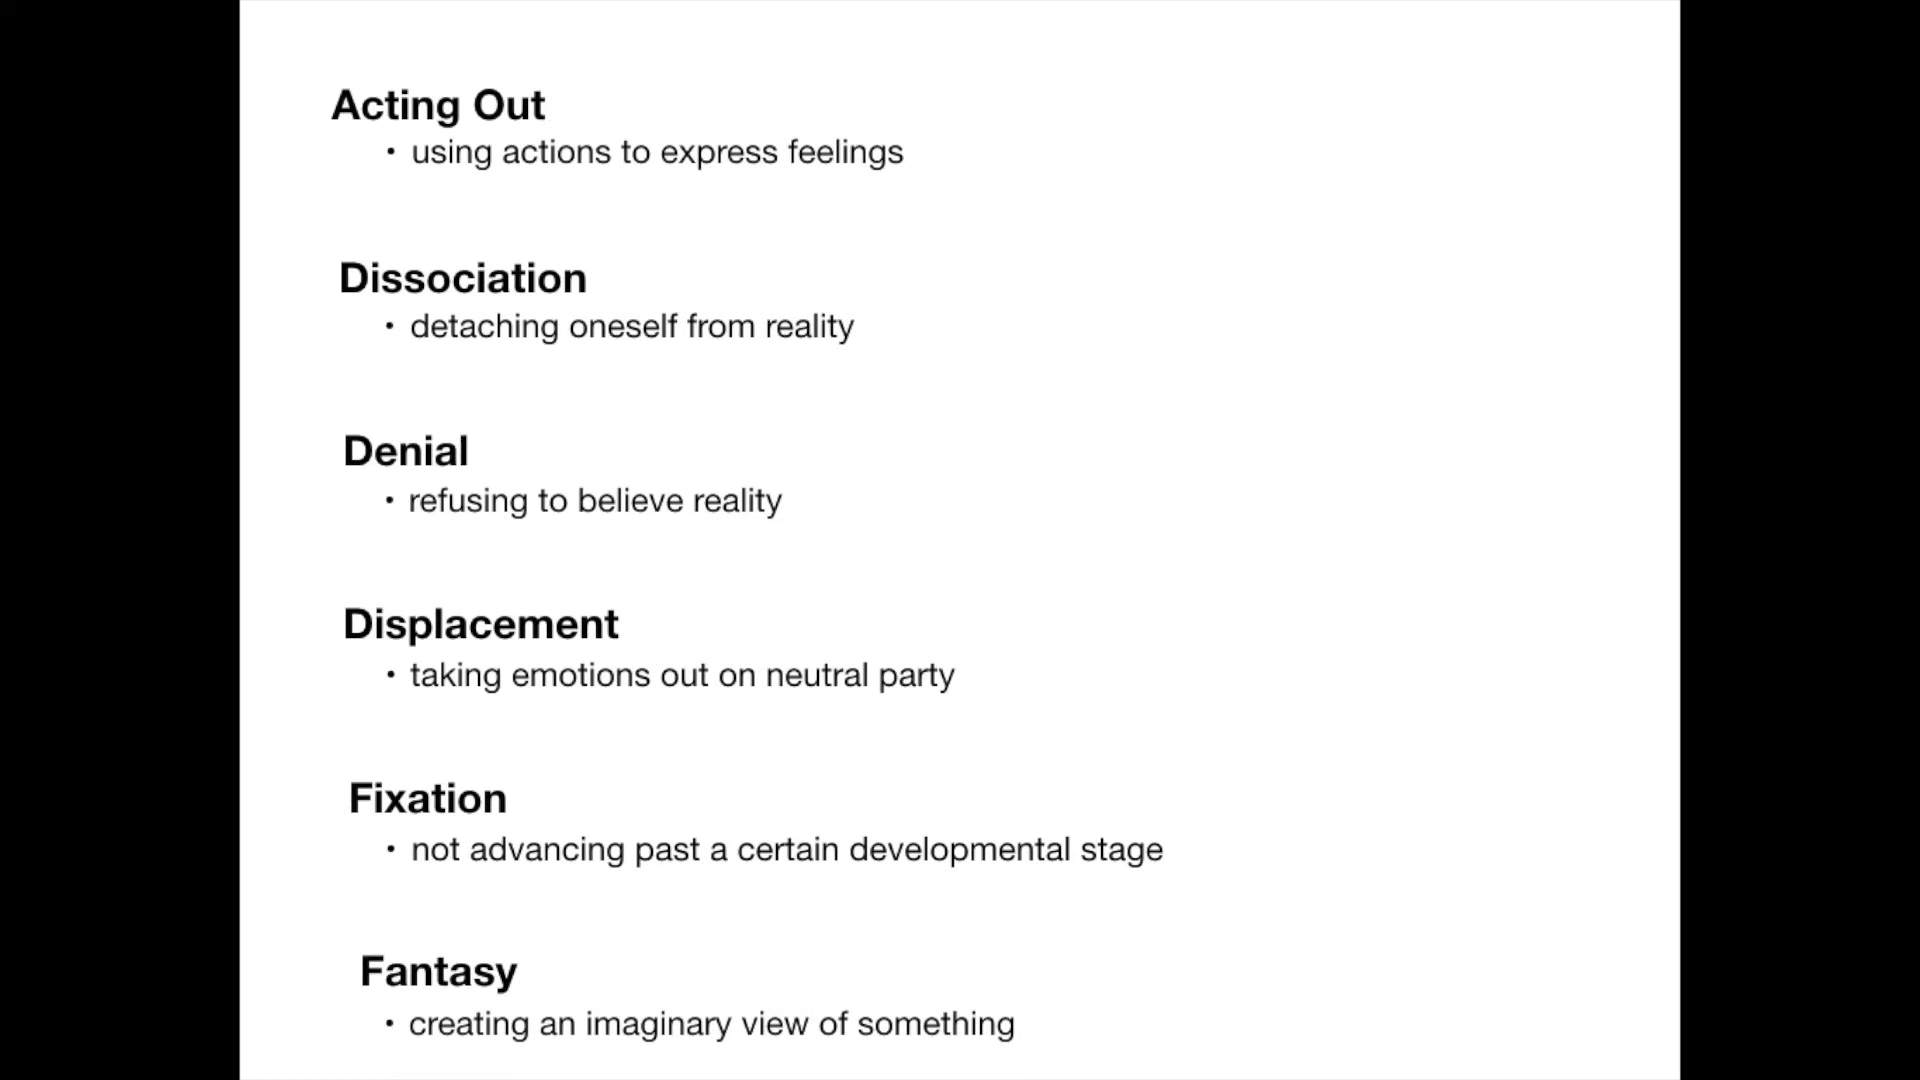 Acting Out
• using actions to express feelings
Dissociation
• detaching oneself from reality
Denial
• refusing to believe reality
Displacement
• taking emotions out on neutral party
Fixation
• not advancing past a certain developmental stage
Fantasy
• creating an imaginary view of something